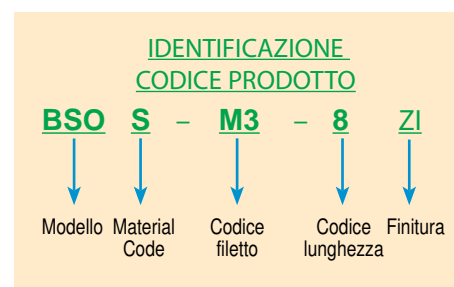 IDENTIFICAZIONE
CODICE PRODOTTO
BSO S – M3 – 8 ZI
Modello Material Codice Codice Finitura
Code filetto lunghezza